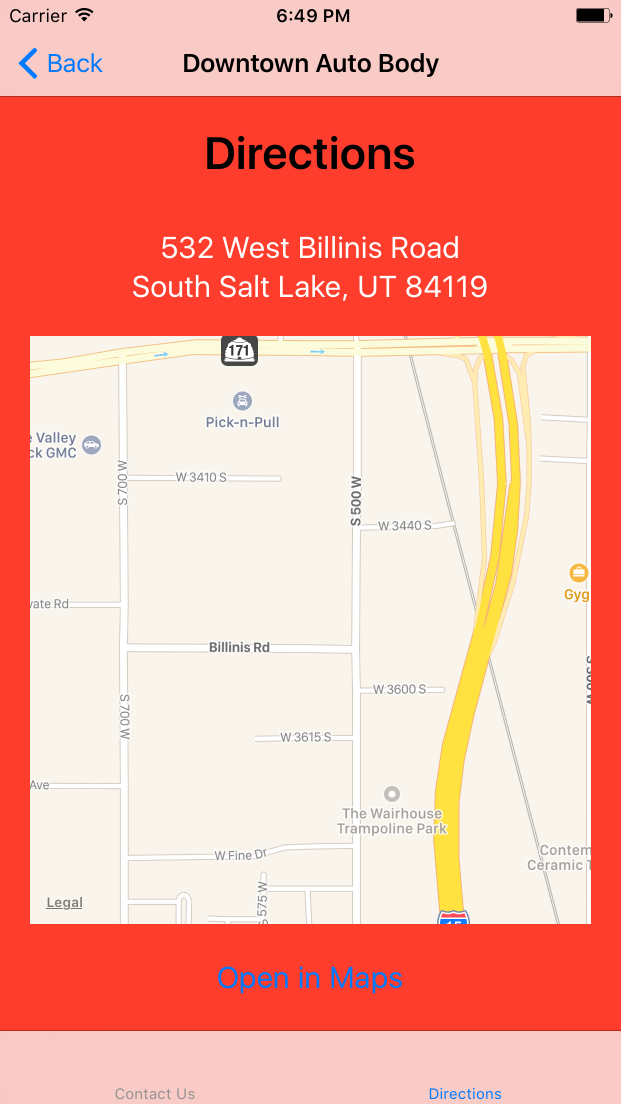 Carrier
6:49 PM
Back
Downtown Auto Body
Directions
532 West Billinis Road
South Salt Lake, UT 84119
171
Pick-n-Pull
e Valley
ck GMC
S 700 W
W 3410 S
S 500 W
W 3440 S
Gyg
vate Rd
Billinis Rd
W 3600 S
S 700 W
W 3615 S
Ave
The Wairhouse
Trampoline Park
W Fine Dr
Contem
Ceramic T
S 575 W
Legal
15
Open in Maps
Contact Us
Directions